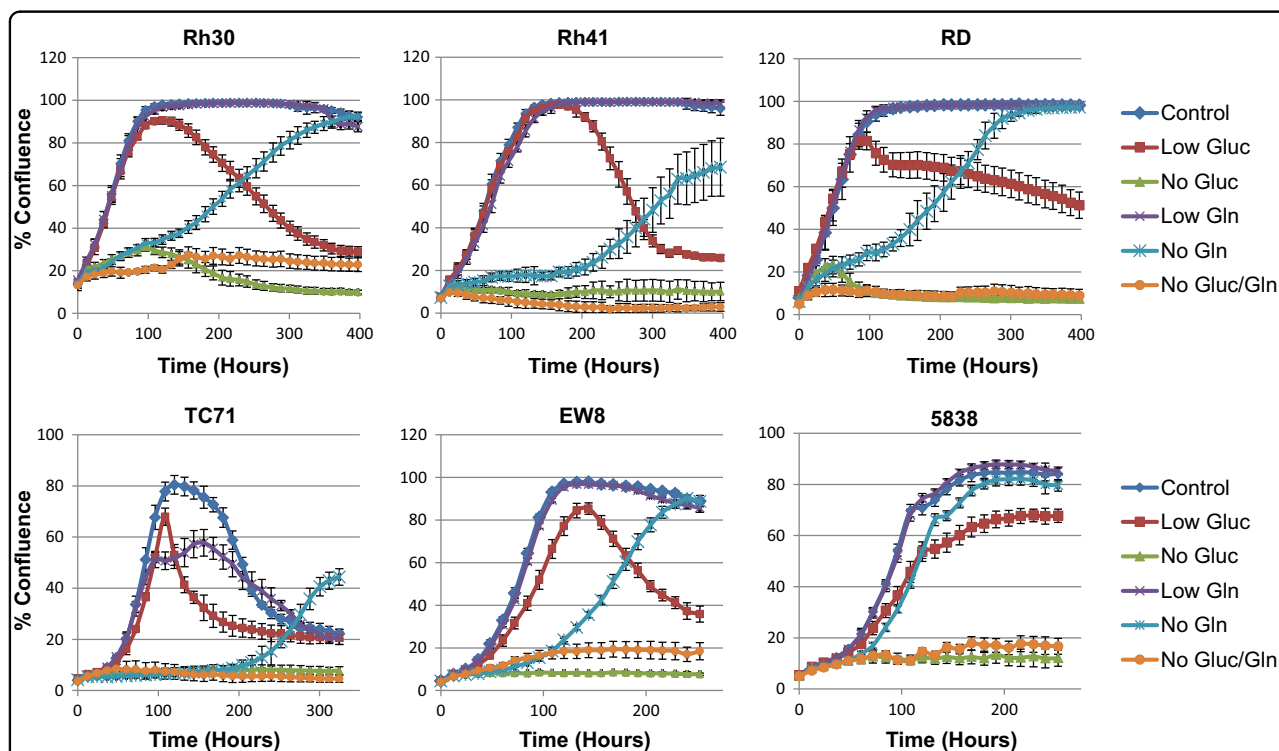 Rh30
Rh41
RD
% Confluence
120
100
80
60
40
20
0
0 100 200 300 400
Time (Hours)
120
100
80
60
40
20
0
0 100 200 300 400
Time (Hours)
120
100
80
60
40
20
0
0 100 200 300 400
Time (Hours)
Control
Low Gluc
No Gluc
Low Gln
No Gln
No Gluc/Gln
TC71
EW8
5838
% Confluence
100
80
60
40
20
0
0 100 200 300
Time (Hours)
120
100
80
60
40
20
0
0 100 200
Time (Hours)
100
80
60
40
20
0
0 100 200
Time (Hours)
Control
Low Gluc
No Gluc
Low Gln
No Gln
No Gluc/Gln